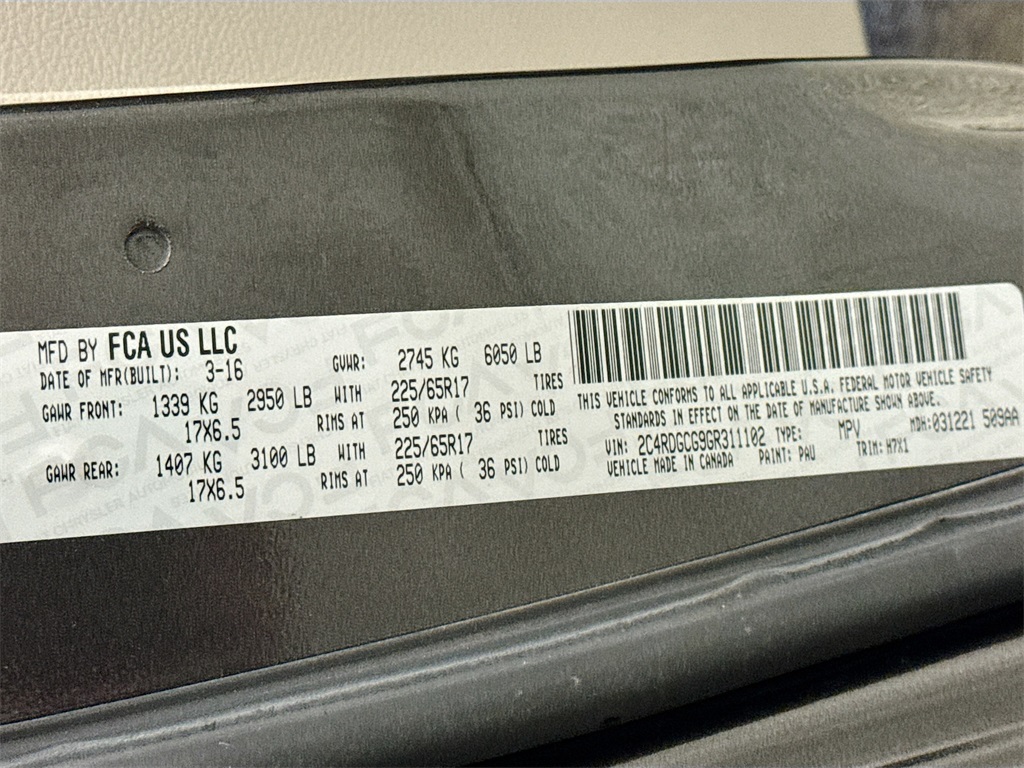 MFD BY FCA US LLC
DATE OF MFR(BUILT): 3-16 GVWR: 2745 KG 6050 LB
GAWR FRONT: 1339 KG 2950 LB WITH 225/65R17 TIRES
17X6.5 RIMS AT 250 KPA ( 36 PSI) COLD
GAWR REAR: 1407 KG 3100 LB WITH 225/65R17 TIRES
17X6.5 RIMS AT 250 KPA ( 36 PSI) COLD
THIS VEHICLE CONFORMS TO ALL APPLICABLE U.S.A. FEDERAL MOTOR VEHICLE SAFETY
STANDARDS IN EFFECT ON THE DATE OF MANUFACTURE SHOWN ABOVE.
VIN: 2C4RDGCG9GR311102 TYPE: MPV MDH:031221 509AA
VEHICLE MADE IN CANADA PAINT: PAU TRIM: H7X1